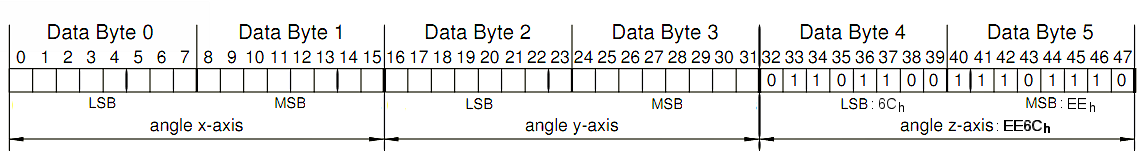 Data Byte 0 Data Byte 1 Data Byte 2 Data Byte 3 Data Byte 4 Data Byte 5
0 1 2 3 4 5 6 7 8 9 10 11 12 13 14 15 16 17 18 19 20 21 22 23 24 25 26 27 28 29 30 31 32 33 34 35 36 37 38 39 40 41 42 43 44 45 46 47
0 1 1 0 1 1 0 0 1 1 1 0 1 1 1 0
LSB MSB LSB MSB LSB: 6Ch MSB: EEh
angle x-axis angle y-axis angle z-axis: EE6Ch